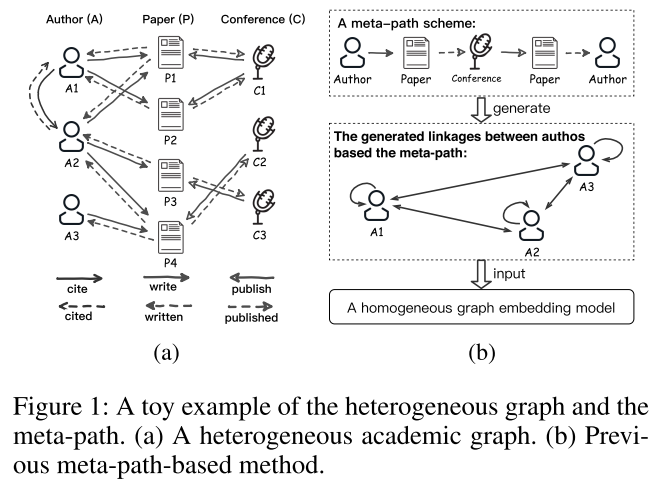 Author (A) Paper (P) Conference (C)
A1
A2
A3
P1
P2
P3
P4
C1
C2
C3
cite write publish
cited written published
(a)
A meta-path scheme:
Author Paper Conference Paper Author
generate
The generated linkages between authos
based the meta-path:
A1
A2
A3
input
A homogeneous graph embedding model
(b)
Figure 1: A toy example of the heterogeneous graph and the
meta-path. (a) A heterogeneous academic graph. (b) Previ-
ous meta-path-based method.